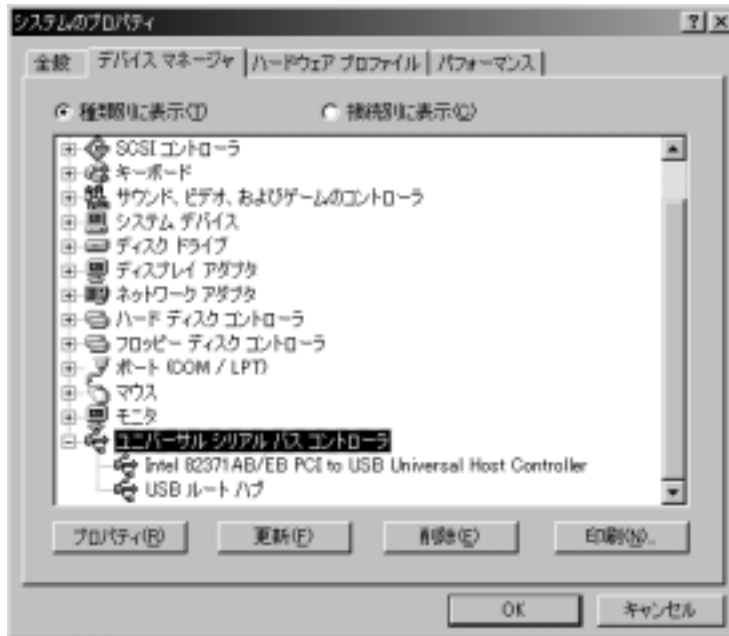 システムのプロパティ
全般 デバイス マネージャ ハードウェア プロファイル パフォーマンス
種類別に表示(T) 接続別に表示(C)
SCSI コントローラ
キーボード
サウンド、ビデオ、およびゲームのコントローラ
システム デバイス
ディスク ドライブ
ディスプレイ アダプタ
ネットワーク アダプタ
ハード ディスク コントローラ
フロッピー ディスク コントローラ
ポート (COM / LPT)
マウス
モニタ
ユニバーサル シリアル バス コントローラ
Intel 82371AB/EB PCI to USB Universal Host Controller
USB ルート ハブ
プロパティ(R) 更新(F) 削除(E) 印刷(N)...
OK キャンセル